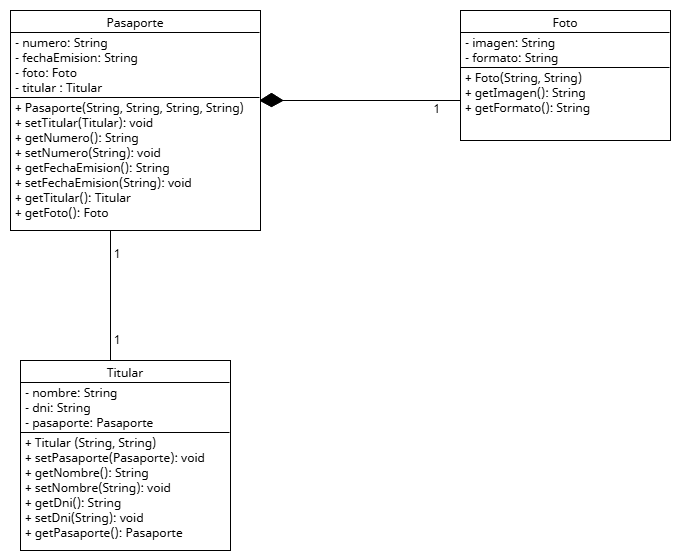 Pasaporte
- numero: String
- fechaEmision: String
- foto: Foto
- titular : Titular
+ Pasaporte(String, String, String, String)
+ setTitular(Titular): void
+ getNumero(): String
+ setNumero(String): void
+ getFechaEmision(): String
+ setFechaEmision(String): void
+ getTitular(): Titular
+ getFoto(): Foto
Foto
- imagen: String
- formato: String
+ Foto(String, String)
+ getImagen(): String
+ getFormato(): String
1
1
1
Titular
- nombre: String
- dni: String
- pasaporte: Pasaporte
+ Titular (String, String)
+ setPasaporte(Pasaporte): void
+ getNombre(): String
+ setNombre(String): void
+ getDni(): String
+ setDni(String): void
+ getPasaporte(): Pasaporte